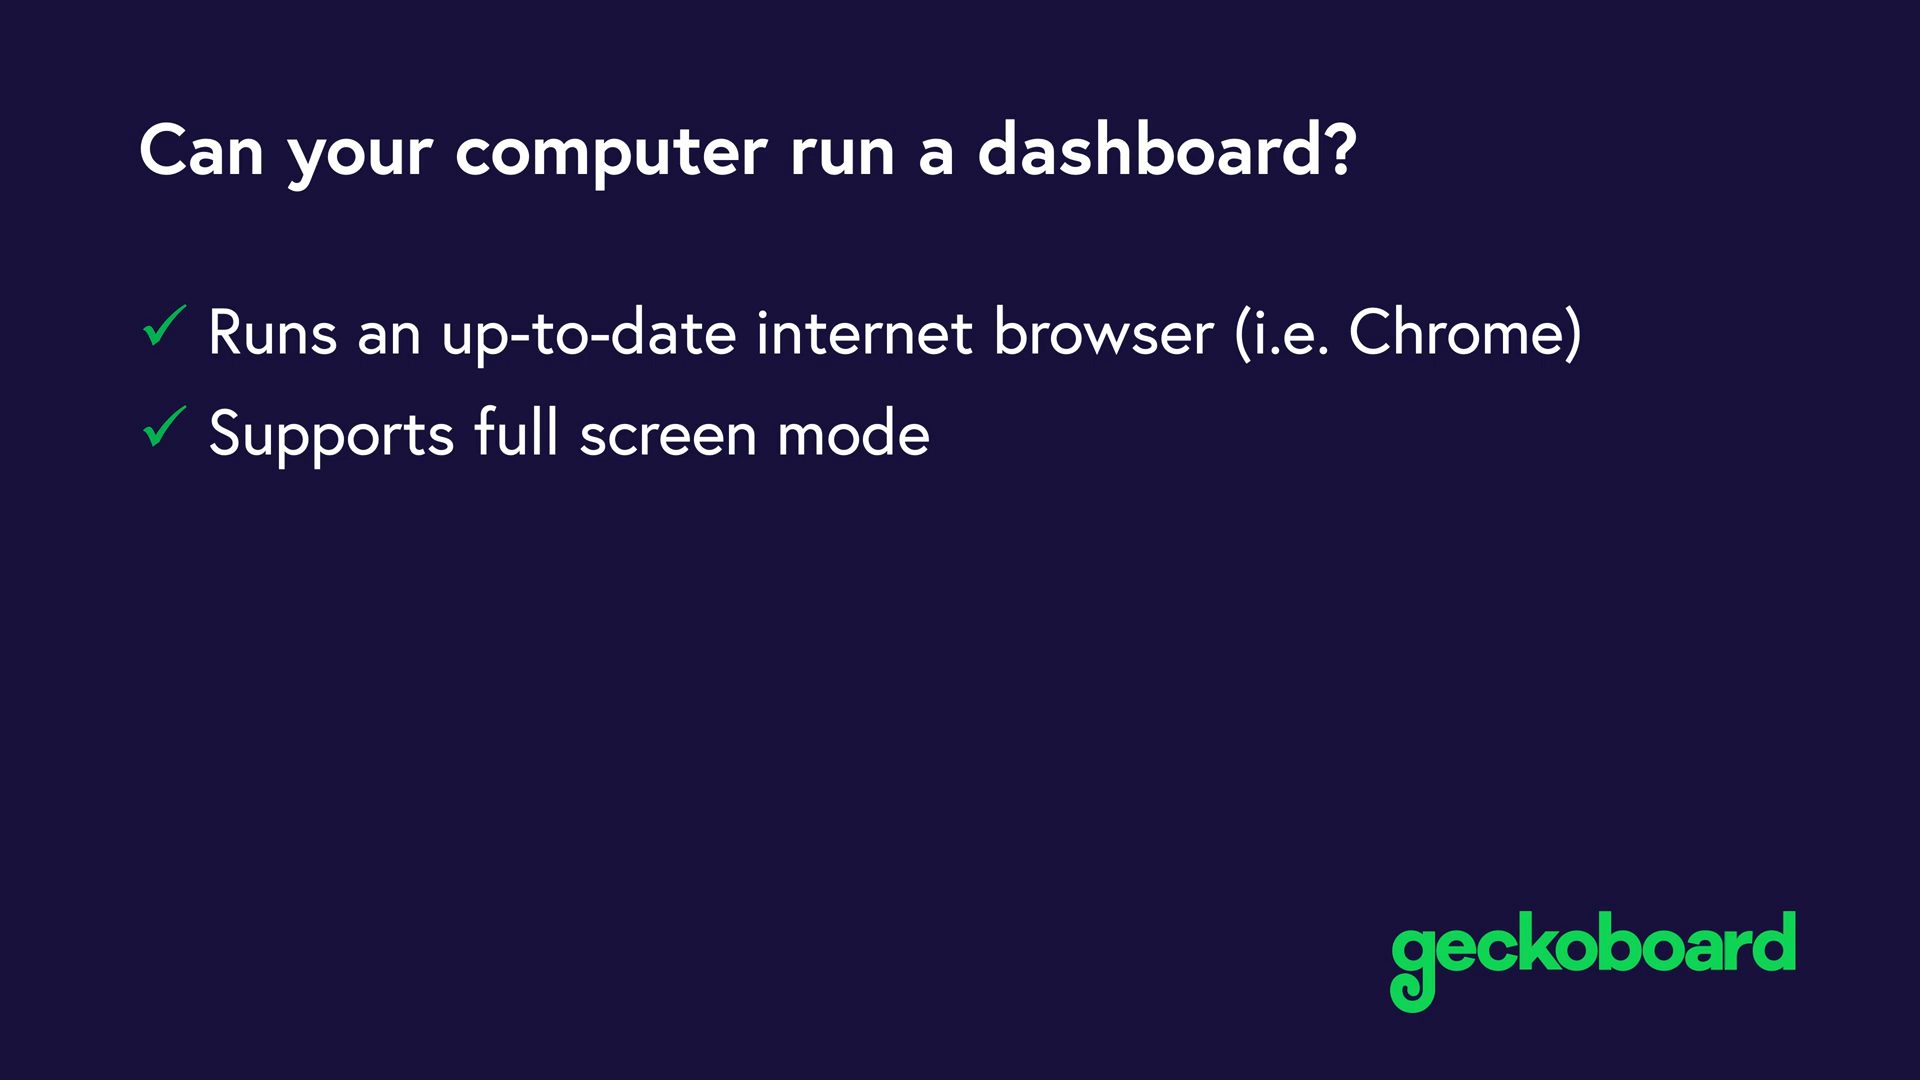 Can your computer run a dashboard?
✓ Runs an up-to-date internet browser (i.e. Chrome)
✓ Supports full screen mode
geckoboard